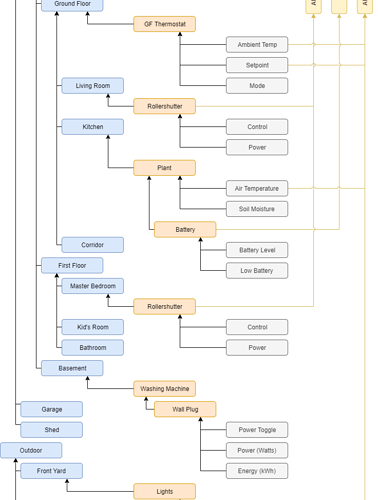 Ground Floor
GF Thermostat
Ambient Temp
Setpoint
Living Room
Mode
Rollershutter
Kitchen
Control
Power
Plant
Air Temperature
Soil Moisture
Battery
Corridor
Battery Level
First Floor
Low Battery
Master Bedroom
Rollershutter
Kid's Room
Control
Bathroom
Power
Basement
Washing Machine
Garage
Wall Plug
Shed
Power Toggle
Outdoor
Power (Watts)
Front Yard
Energy (kWh)
Lights